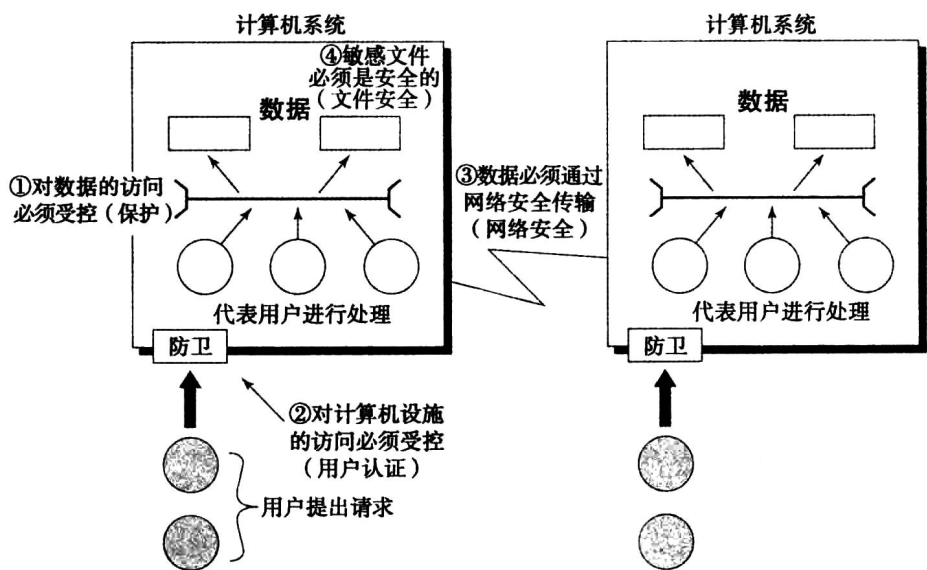 计算机系统
计算机系统
④敏感文件
必须是安全的
（文件安全）
数据
数据
①对数据的访问
必须受控（保护）
③数据必须通过
网络安全传输
（网络安全）
代表用户进行处理
代表用户进行处理
防卫
防卫
②对计算机设施
的访问必须受控
（用户认证）
用户提出请求